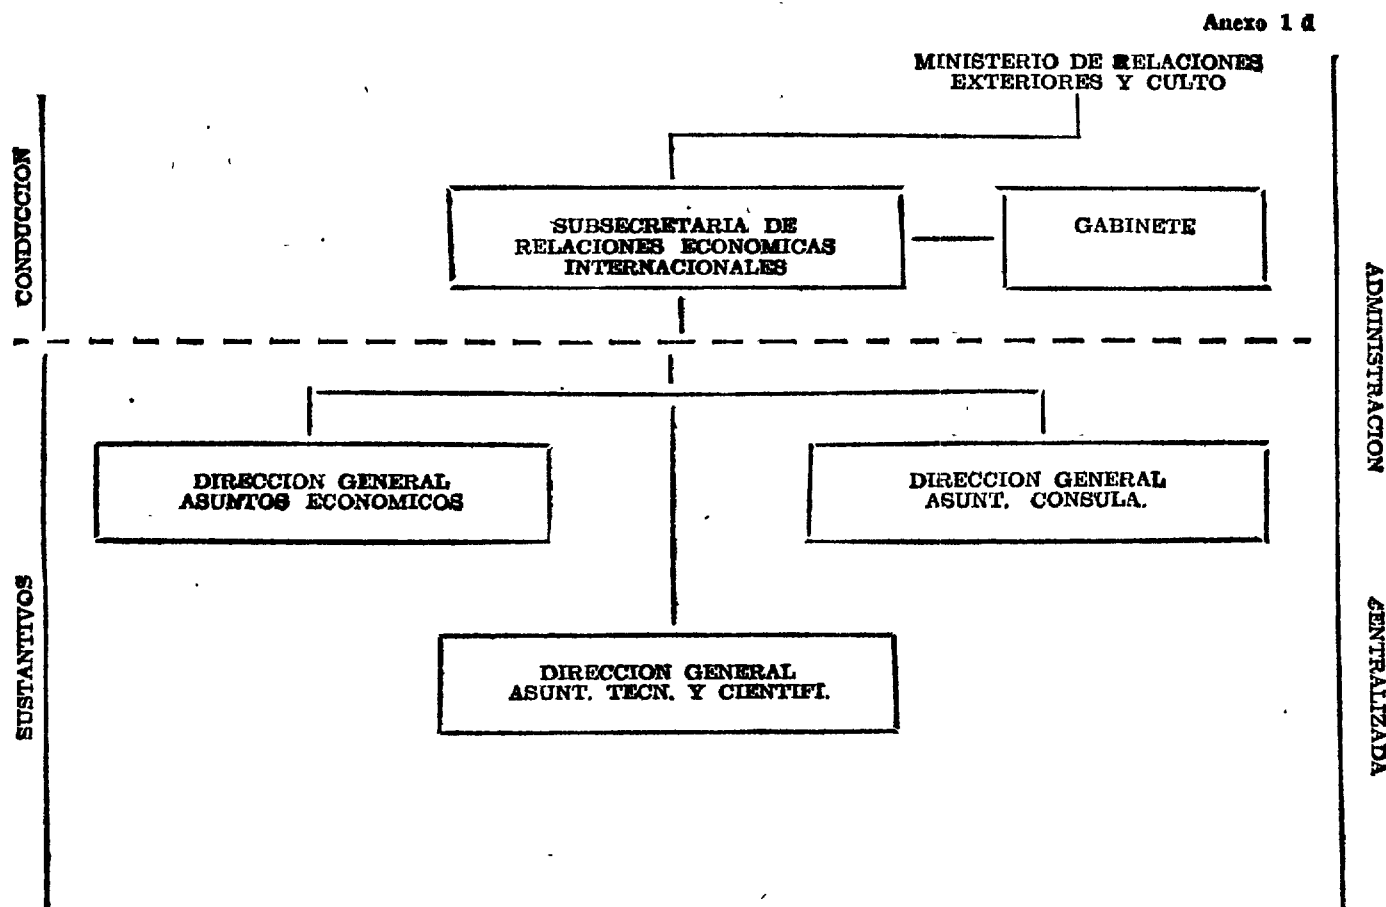 Anexo 1 d
MINISTERIO DE RELACIONES
EXTERIORES Y CULTO
CONDUCCION
SUBSECRETARIA DE
RELACIONES ECONOMICAS
INTERNACIONALES
GABINETE
ADMINISTRACION
DIRECCION GENERAL
ASUNTOS ECONOMICOS
DIRECCION GENERAL
ASUNT. CONSULA.
SUSTANTIVOS
DIRECCION GENERAL
ASUNT. TECN. Y CIENTIFI.
CENTRALIZADA